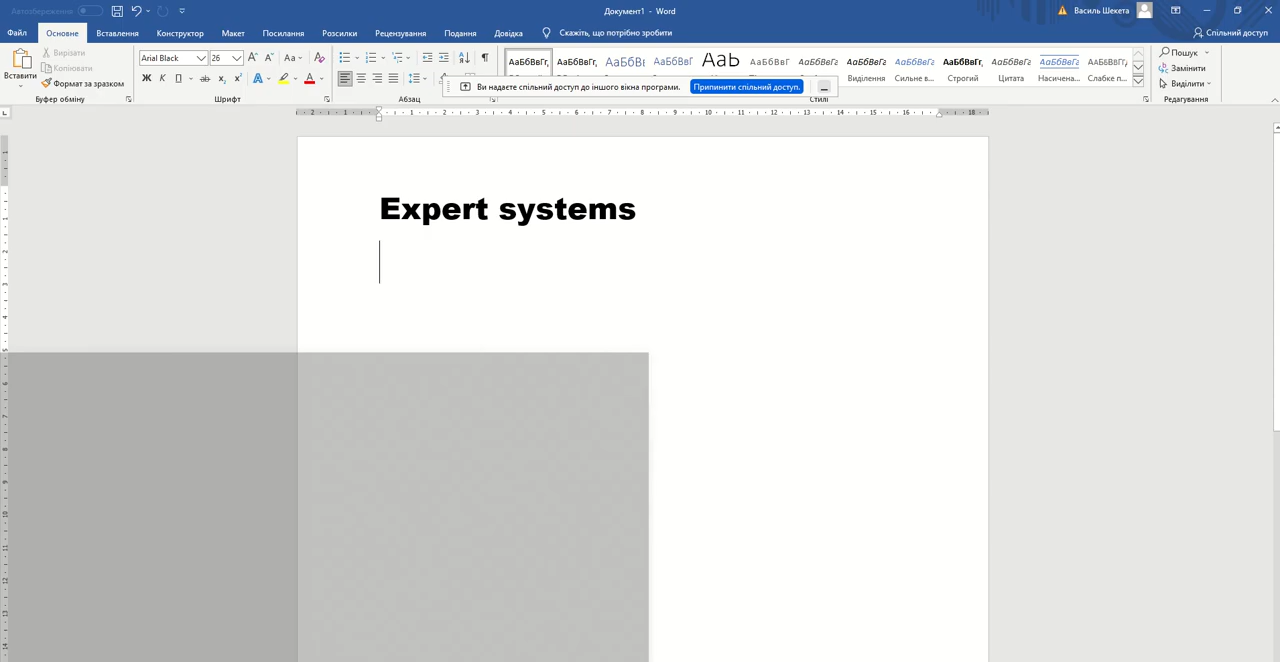 Автозбереження
Документ1 - Word
Василь Шекета
Файл Основне Вставлення Конструктор Макет Посилання Розсилки Рецензування Подання Довідка Скажіть, що потрібно зробити Спільний доступ
Вставити
Вирізати
Копіювати
Формат за зразком
Буфер обміну
Arial Black 26
Шрифт
Абзац
АаБбВвГг, АаБбВвГг, АаБбВ АаБбВвГ АаЬ АаБбВвГ АаБбВвГг АаБбВвГг АаБбВвГг АаБбВвГг, АаБбВвГг АаБбВвГг АаБбВвГг
Виділення Сильне в... Строгий Цитата Насичена... Слабке п...
Стилі
Ви надаєте спільний доступ до іншого вікна програми. Припинити спільний доступ.
Пошук
Замінити
Виділити
Редагування
Expert systems